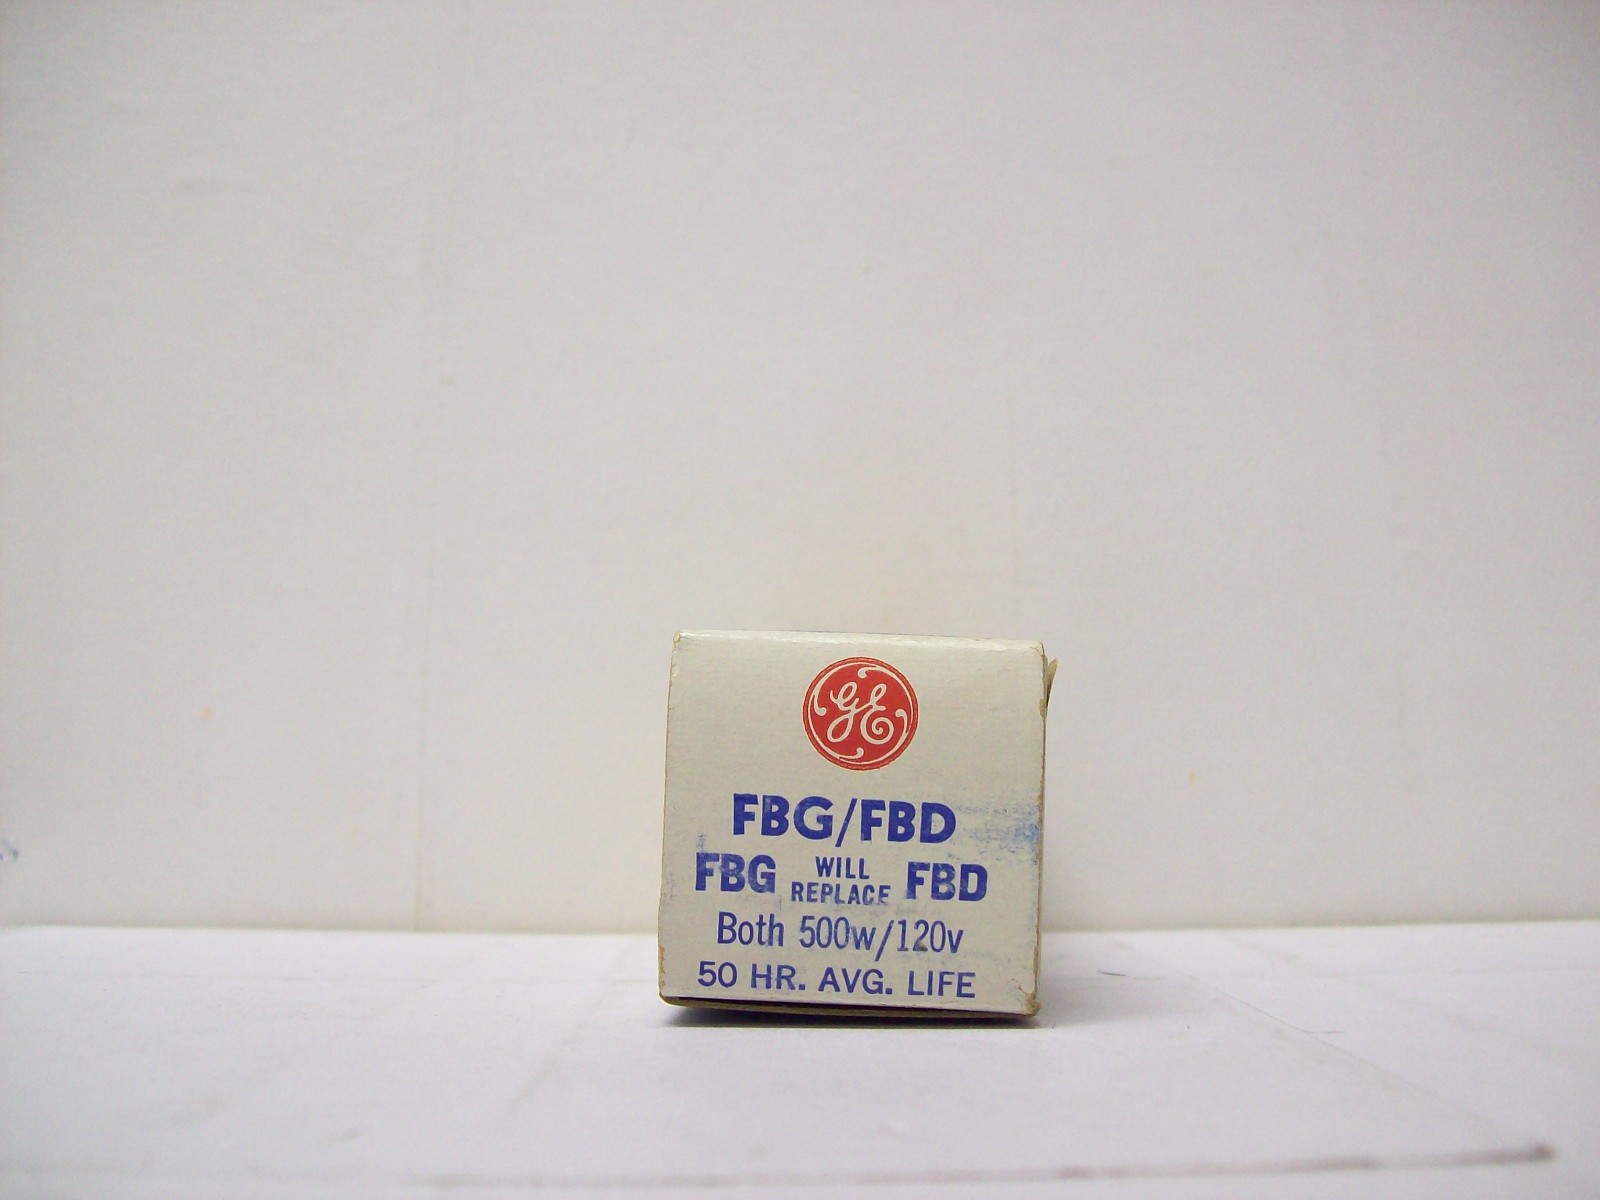 GE
FBG/FBD
FBG WILL REPLACE FBD
Both 500w/120v
50 HR. AVG. LIFE